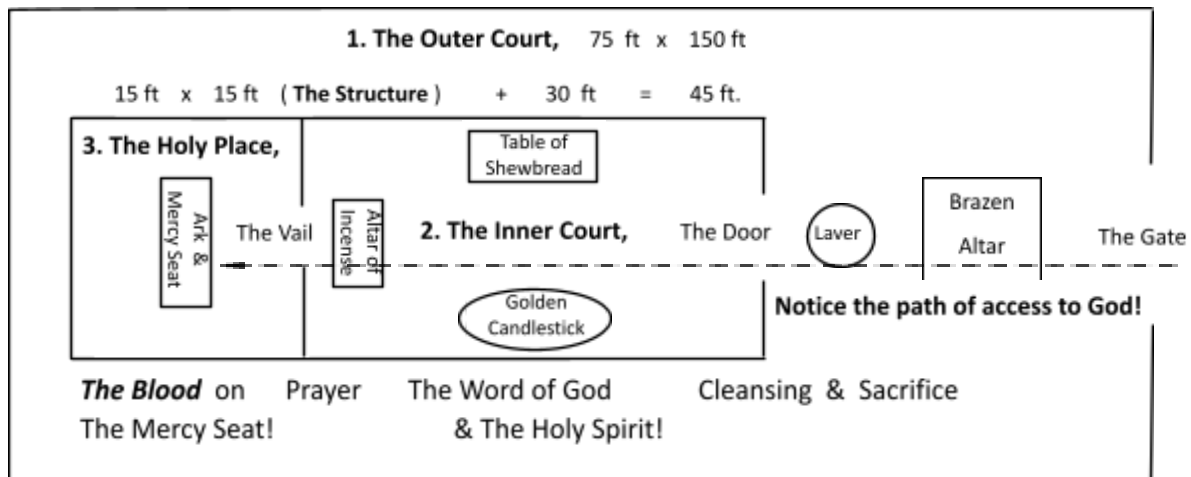 1. The Outer Court, 75 ft x 150 ft
15 ft x 15 ft ( The Structure ) + 30 ft = 45 ft.
3. The Holy Place,
Table of
Shewbread
Ark &
Mercy Seat
The Vail
Altar of
Incense
2. The Inner Court,
The Door
Laver
Brazen
Altar
The Gate
Golden
Candlestick
Notice the path of access to God!
The Blood on Prayer The Word of God Cleansing & Sacrifice
The Mercy Seat! & The Holy Spirit!